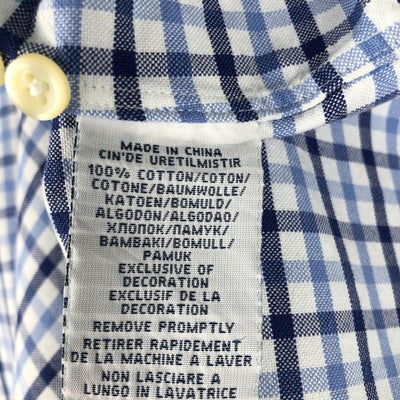 MADE IN CHINA
CIN'DE URETILMISTIR
100% COTTON/COTON/
COTONE/BAUMWOLLE/
KATOEN/BOMULD/
ALGODON/ALGODAO/
ХЛОПОК/ПАМУК/
BAMBAKI/BOMULL/
PAMUK
EXCLUSIVE OF
DECORATION
EXCLUSIF DE LA
DECORATION
REMOVE PROMPTLY
RETIRER RAPIDEMENT
DE LA MACHINE A LAVER
NON LASCIARE A
LUNGO IN LAVATRICE